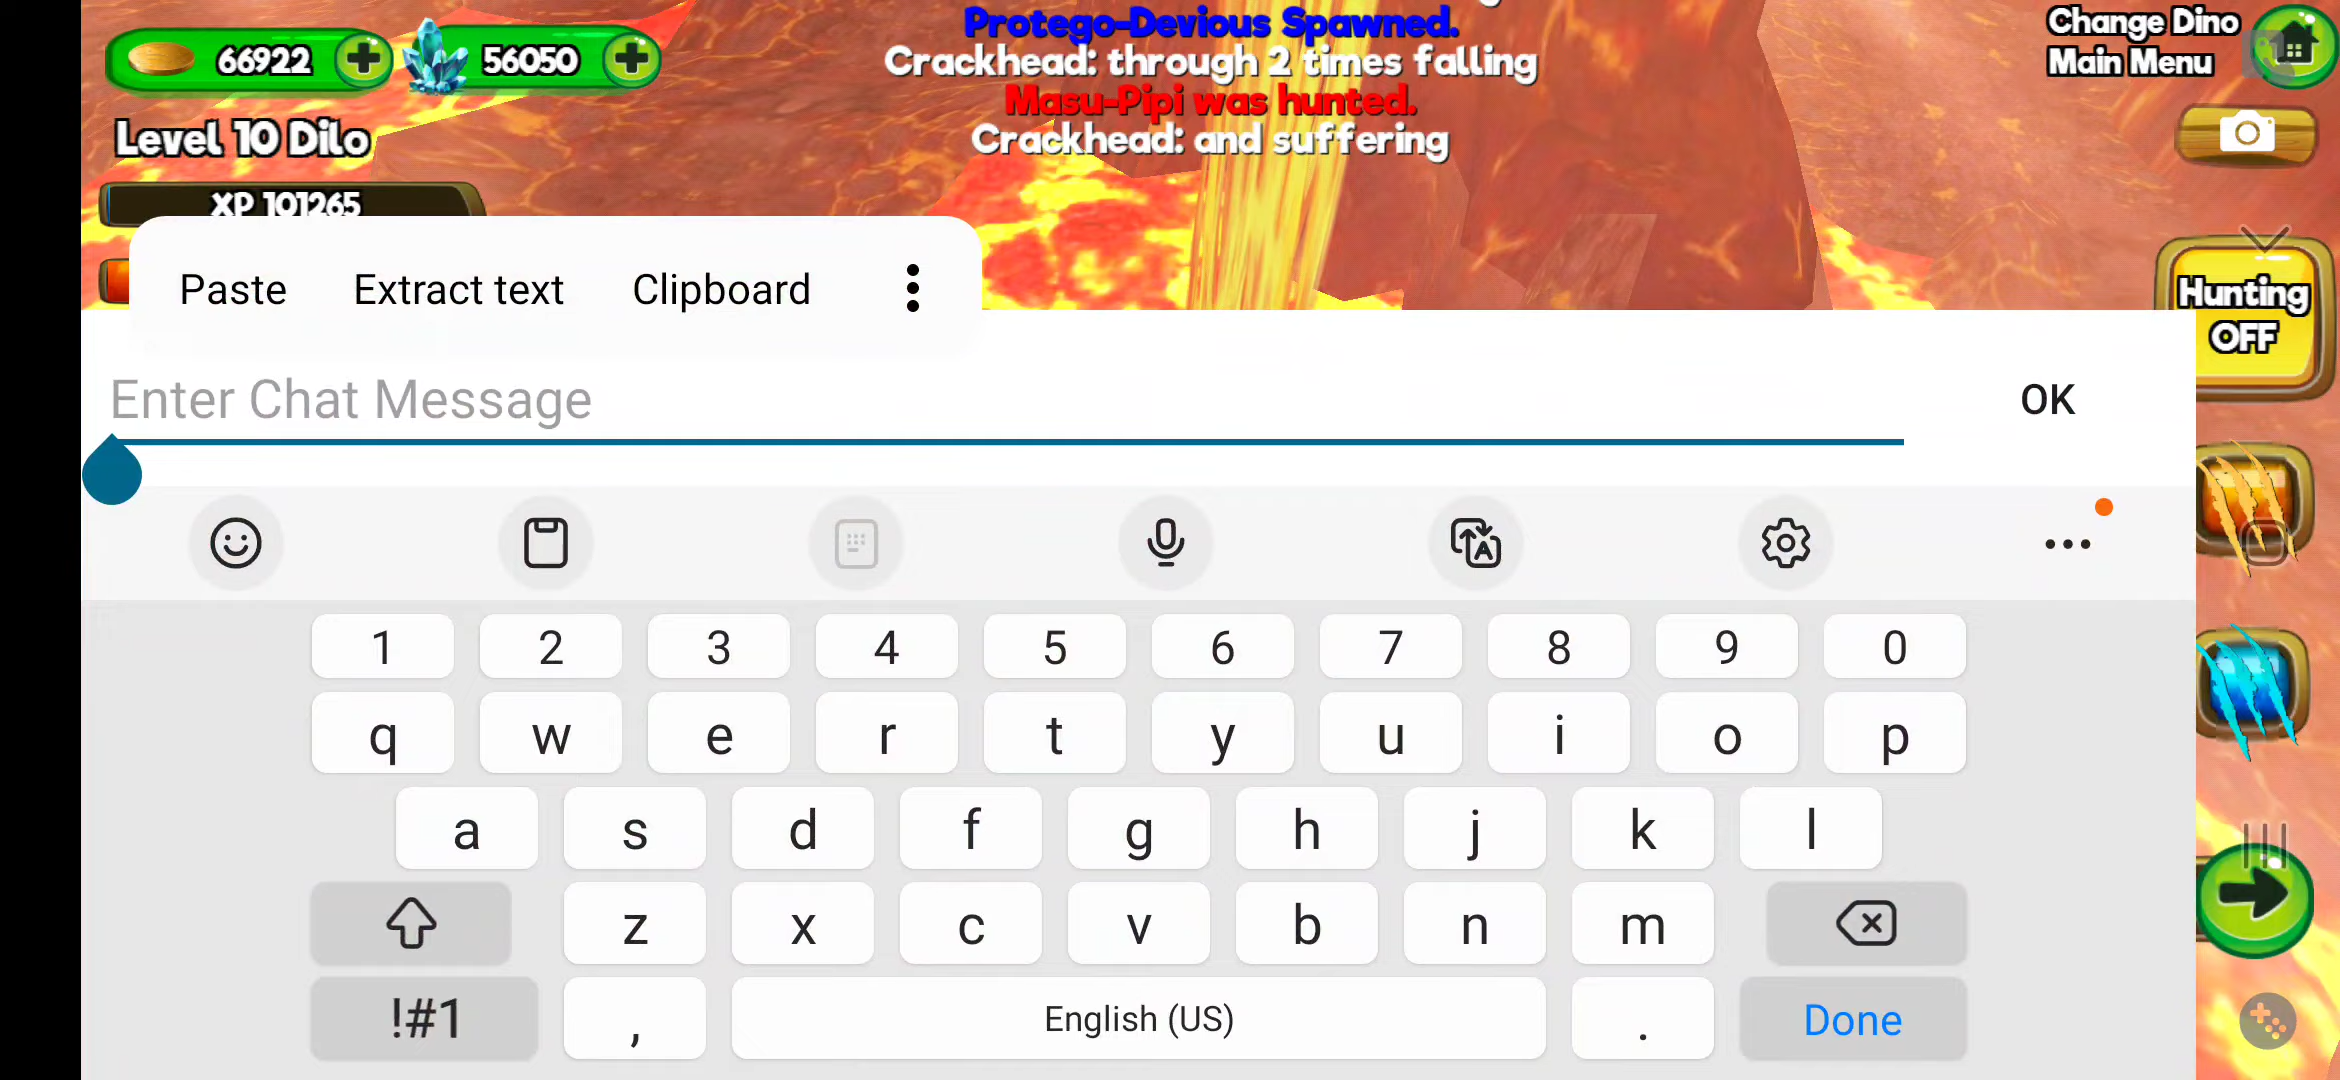 Protego-Devious Spawned.
Crackhead: through 2 times falling
Masu-Pipi was hunted.
Crackhead: and suffering
66922
56050
Level 10 Dilo
XP 101265
Change Dino
Main Menu
Hunting
OFF
Paste Extract text Clipboard
Enter Chat Message
OK
1 2 3 4 5 6 7 8 9 0
q w e r t y u i o p
a s d f g h j k l
z x c v b n m
!#1 , English (US) . Done